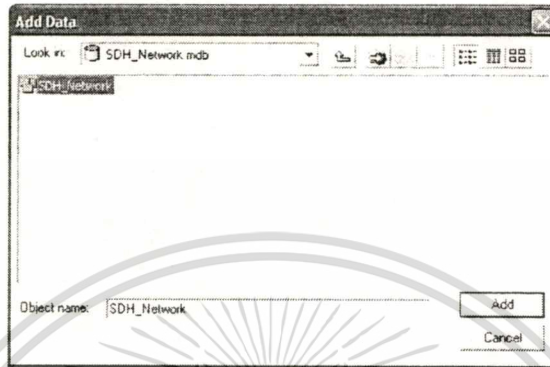 Add Data
Look in: SDH_Network.mdb
SDH_Network
Object name: SDH_Network
Add
Cancel